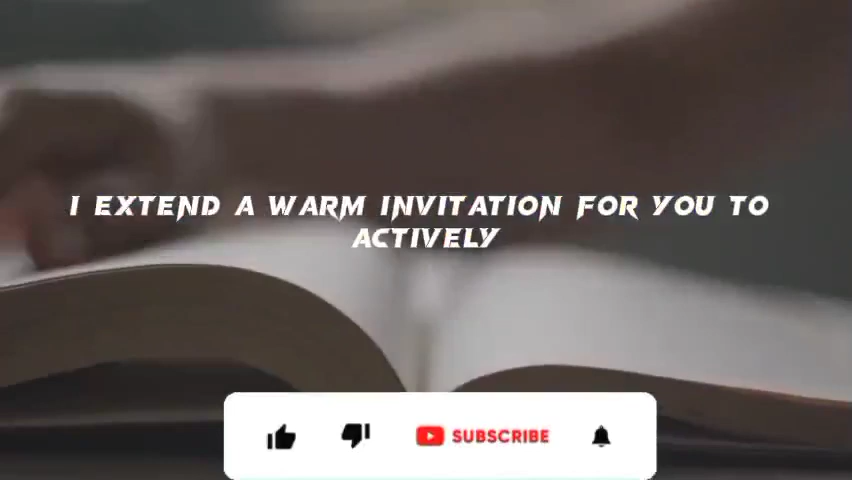 I EXTEND A WARM INVITATION FOR YOU TO
ACTIVELY
SUBSCRIBE